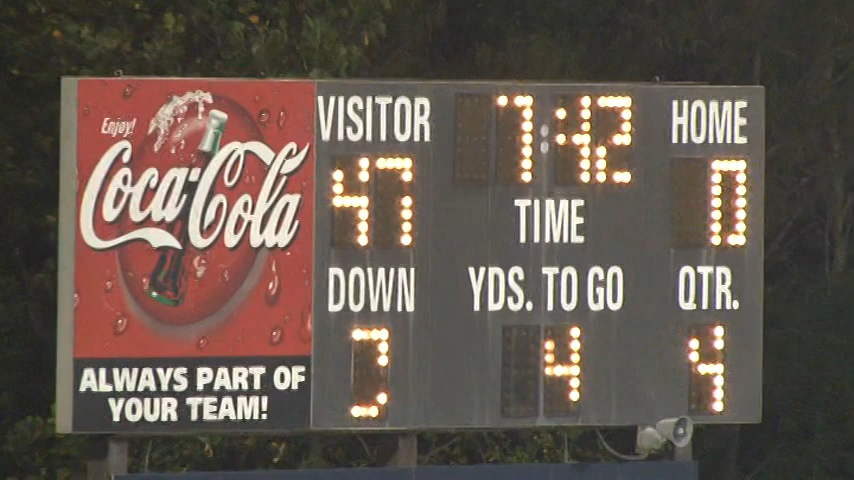 Enjoy!
Coca-Cola
ALWAYS PART OF
YOUR TEAM!
VISITOR 7:42 HOME
47 0
TIME
DOWN YDS. TO GO QTR.
3 4 4